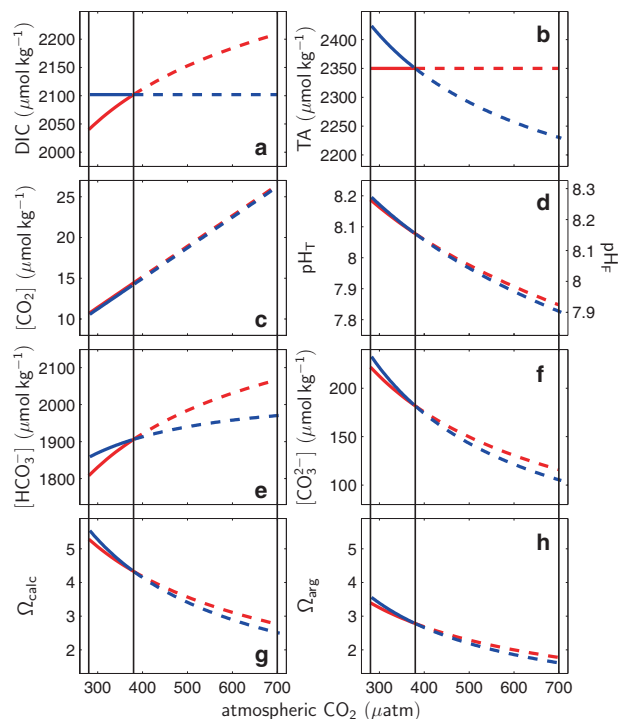 DIC (μmol kg⁻¹)
2200
2150
2100
2050
2000
a
TA (μmol kg⁻¹)
2400
2350
2300
2250
2200
b
[CO₂] (μmol kg⁻¹)
25
20
15
10
c
pH_T
8.2
8.1
8
7.9
7.8
d
8.3
8.2
8.1
8
7.9
pH_F
[HCO₃⁻] (μmol kg⁻¹)
2100
2000
1900
1800
e
[CO₃²⁻] (μmol kg⁻¹)
200
150
100
f
Ω_calc
5
4
3
2
g
300 400 500 600 700
Ω_arg
5
4
3
2
h
300 400 500 600 700
atmospheric CO₂ (μatm)